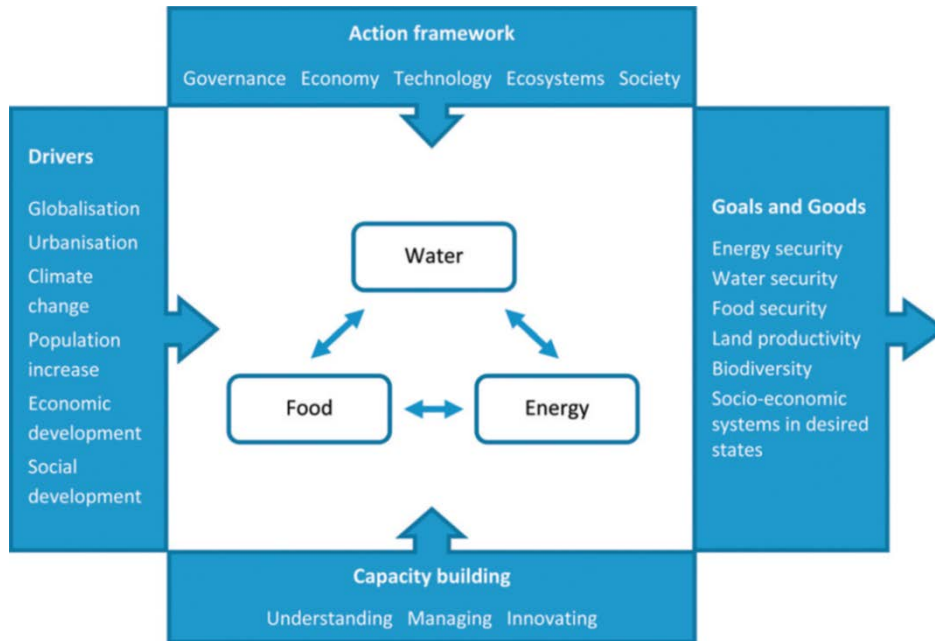 Action framework
Governance Economy Technology Ecosystems Society
Drivers
Globalisation
Urbanisation
Climate
change
Population
increase
Economic
development
Social
development
Water
Food
Energy
Goals and Goods
Energy security
Water security
Food security
Land productivity
Biodiversity
Socio-economic
systems in desired
states
Capacity building
Understanding Managing Innovating